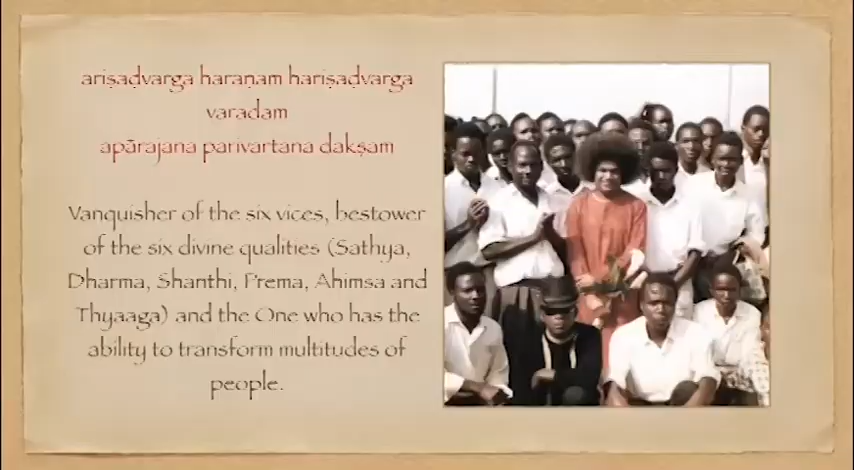 ariṣadvarga haraṇam hariṣaḍvarga
varadam
apārajana parivartana dakṣam
Vanquisher of the six vices, bestower
of the six divine qualities (Sathya,
Dharma, Shanthi, Prema, Ahimsa and
Thyaaga) and the One who has the
ability to transform multitudes of
people.